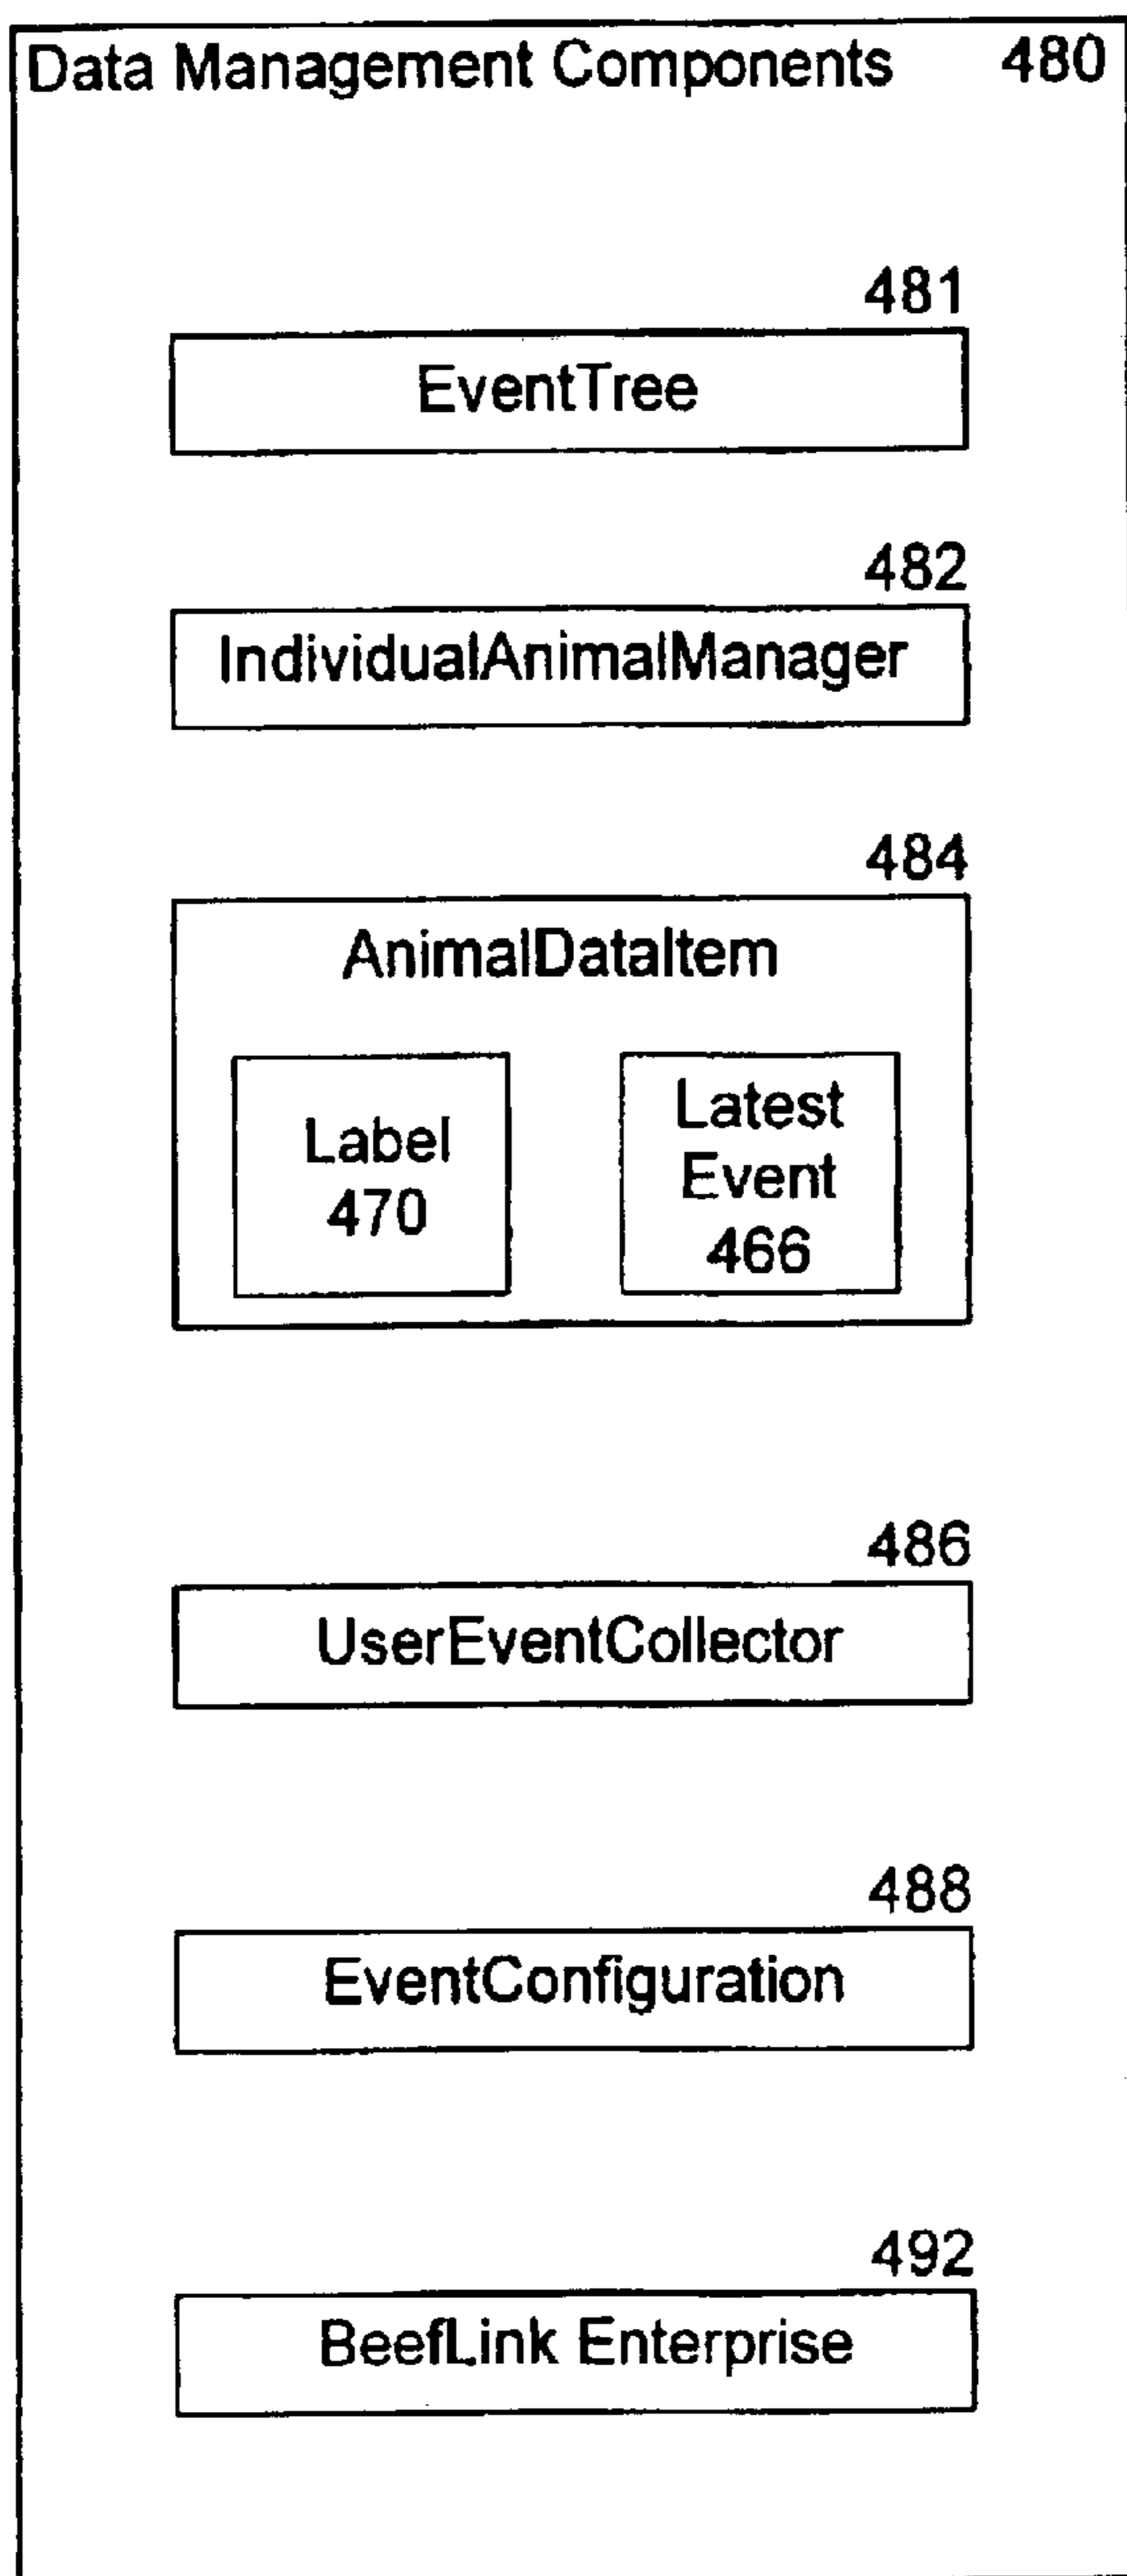 Data Management Components 480
481
EventTree
482
IndividualAnimalManager
484
AnimalDataItem
Label
470
Latest
Event
466
486
UserEventCollector
488
EventConfiguration
492
BeefLink Enterprise